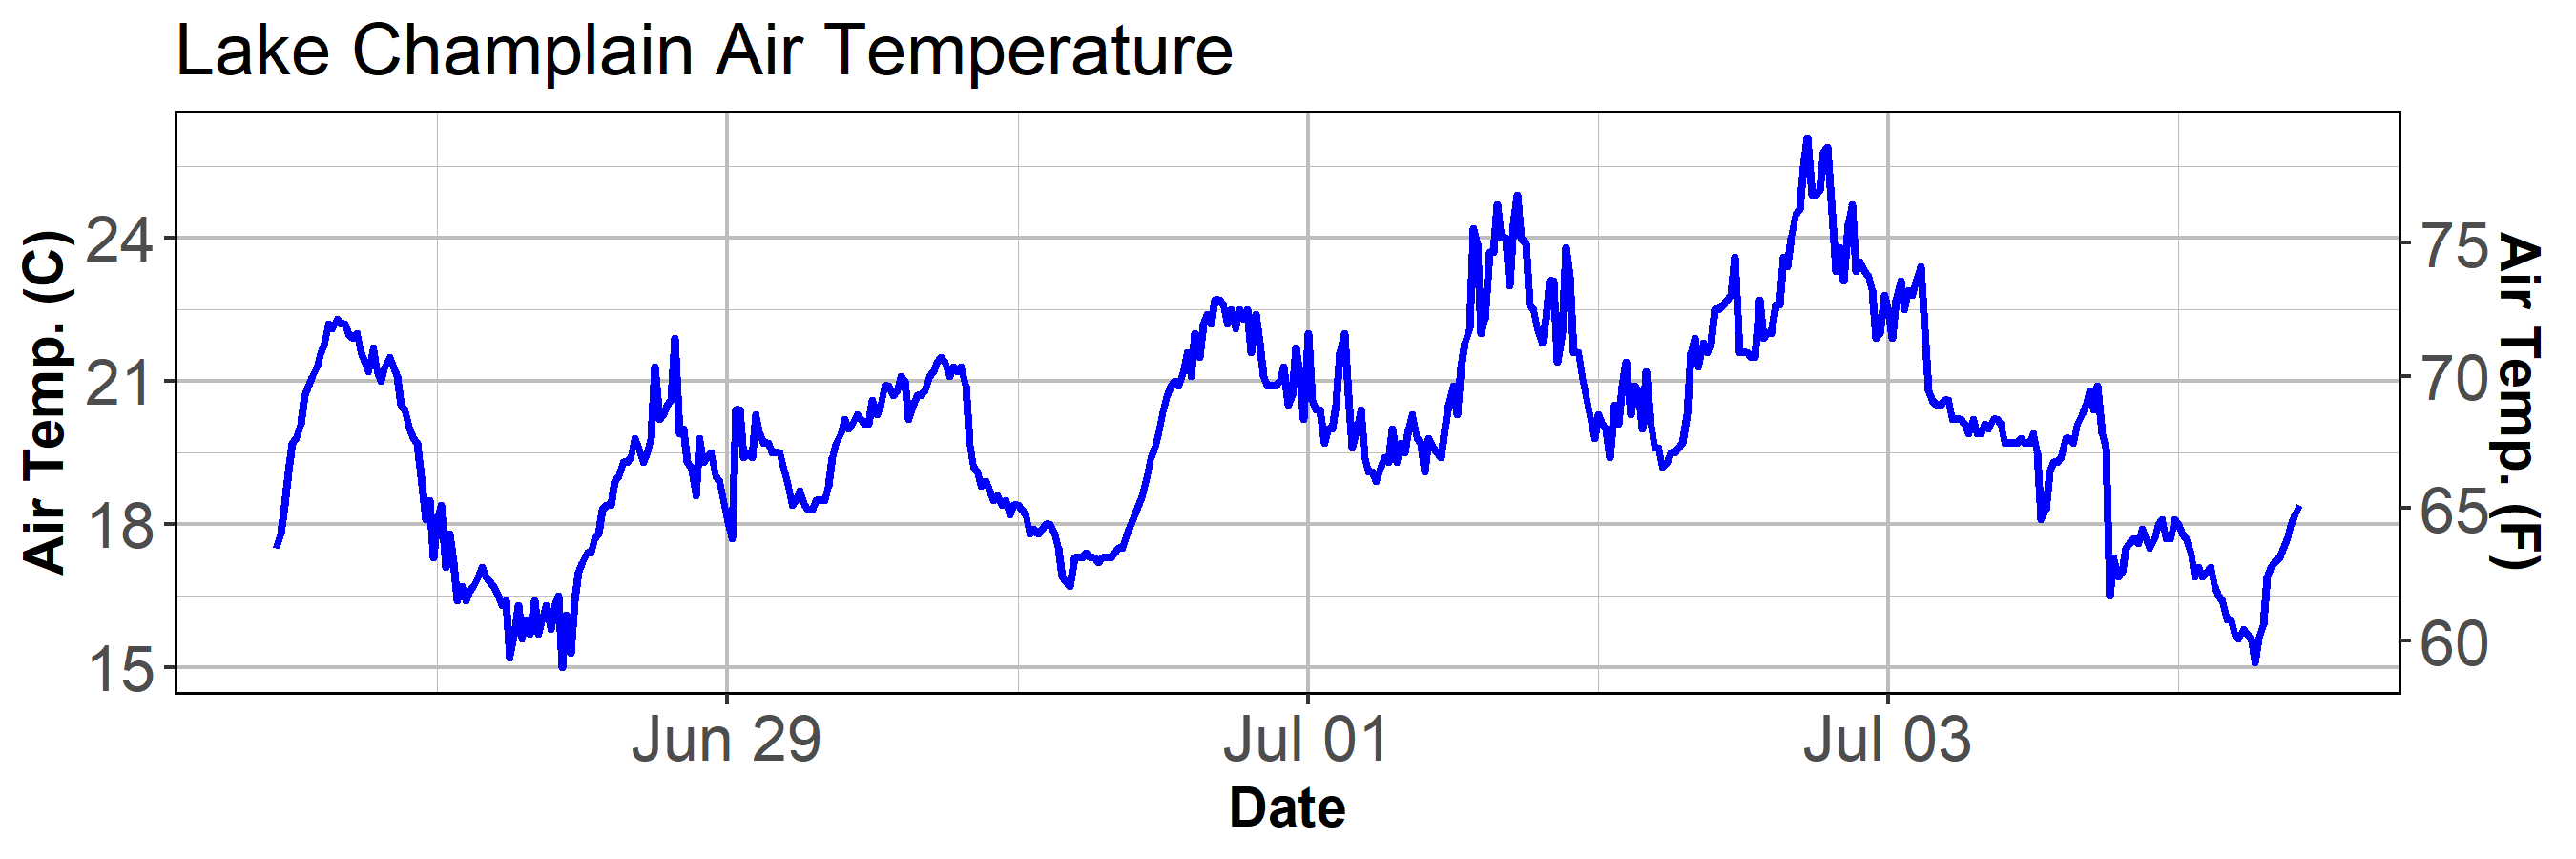 Lake Champlain Air Temperature
Air Temp. (C)
24
21
18
15
75
70
65
60
Air Temp. (F)
Jun 29
Jul 01
Jul 03
Date